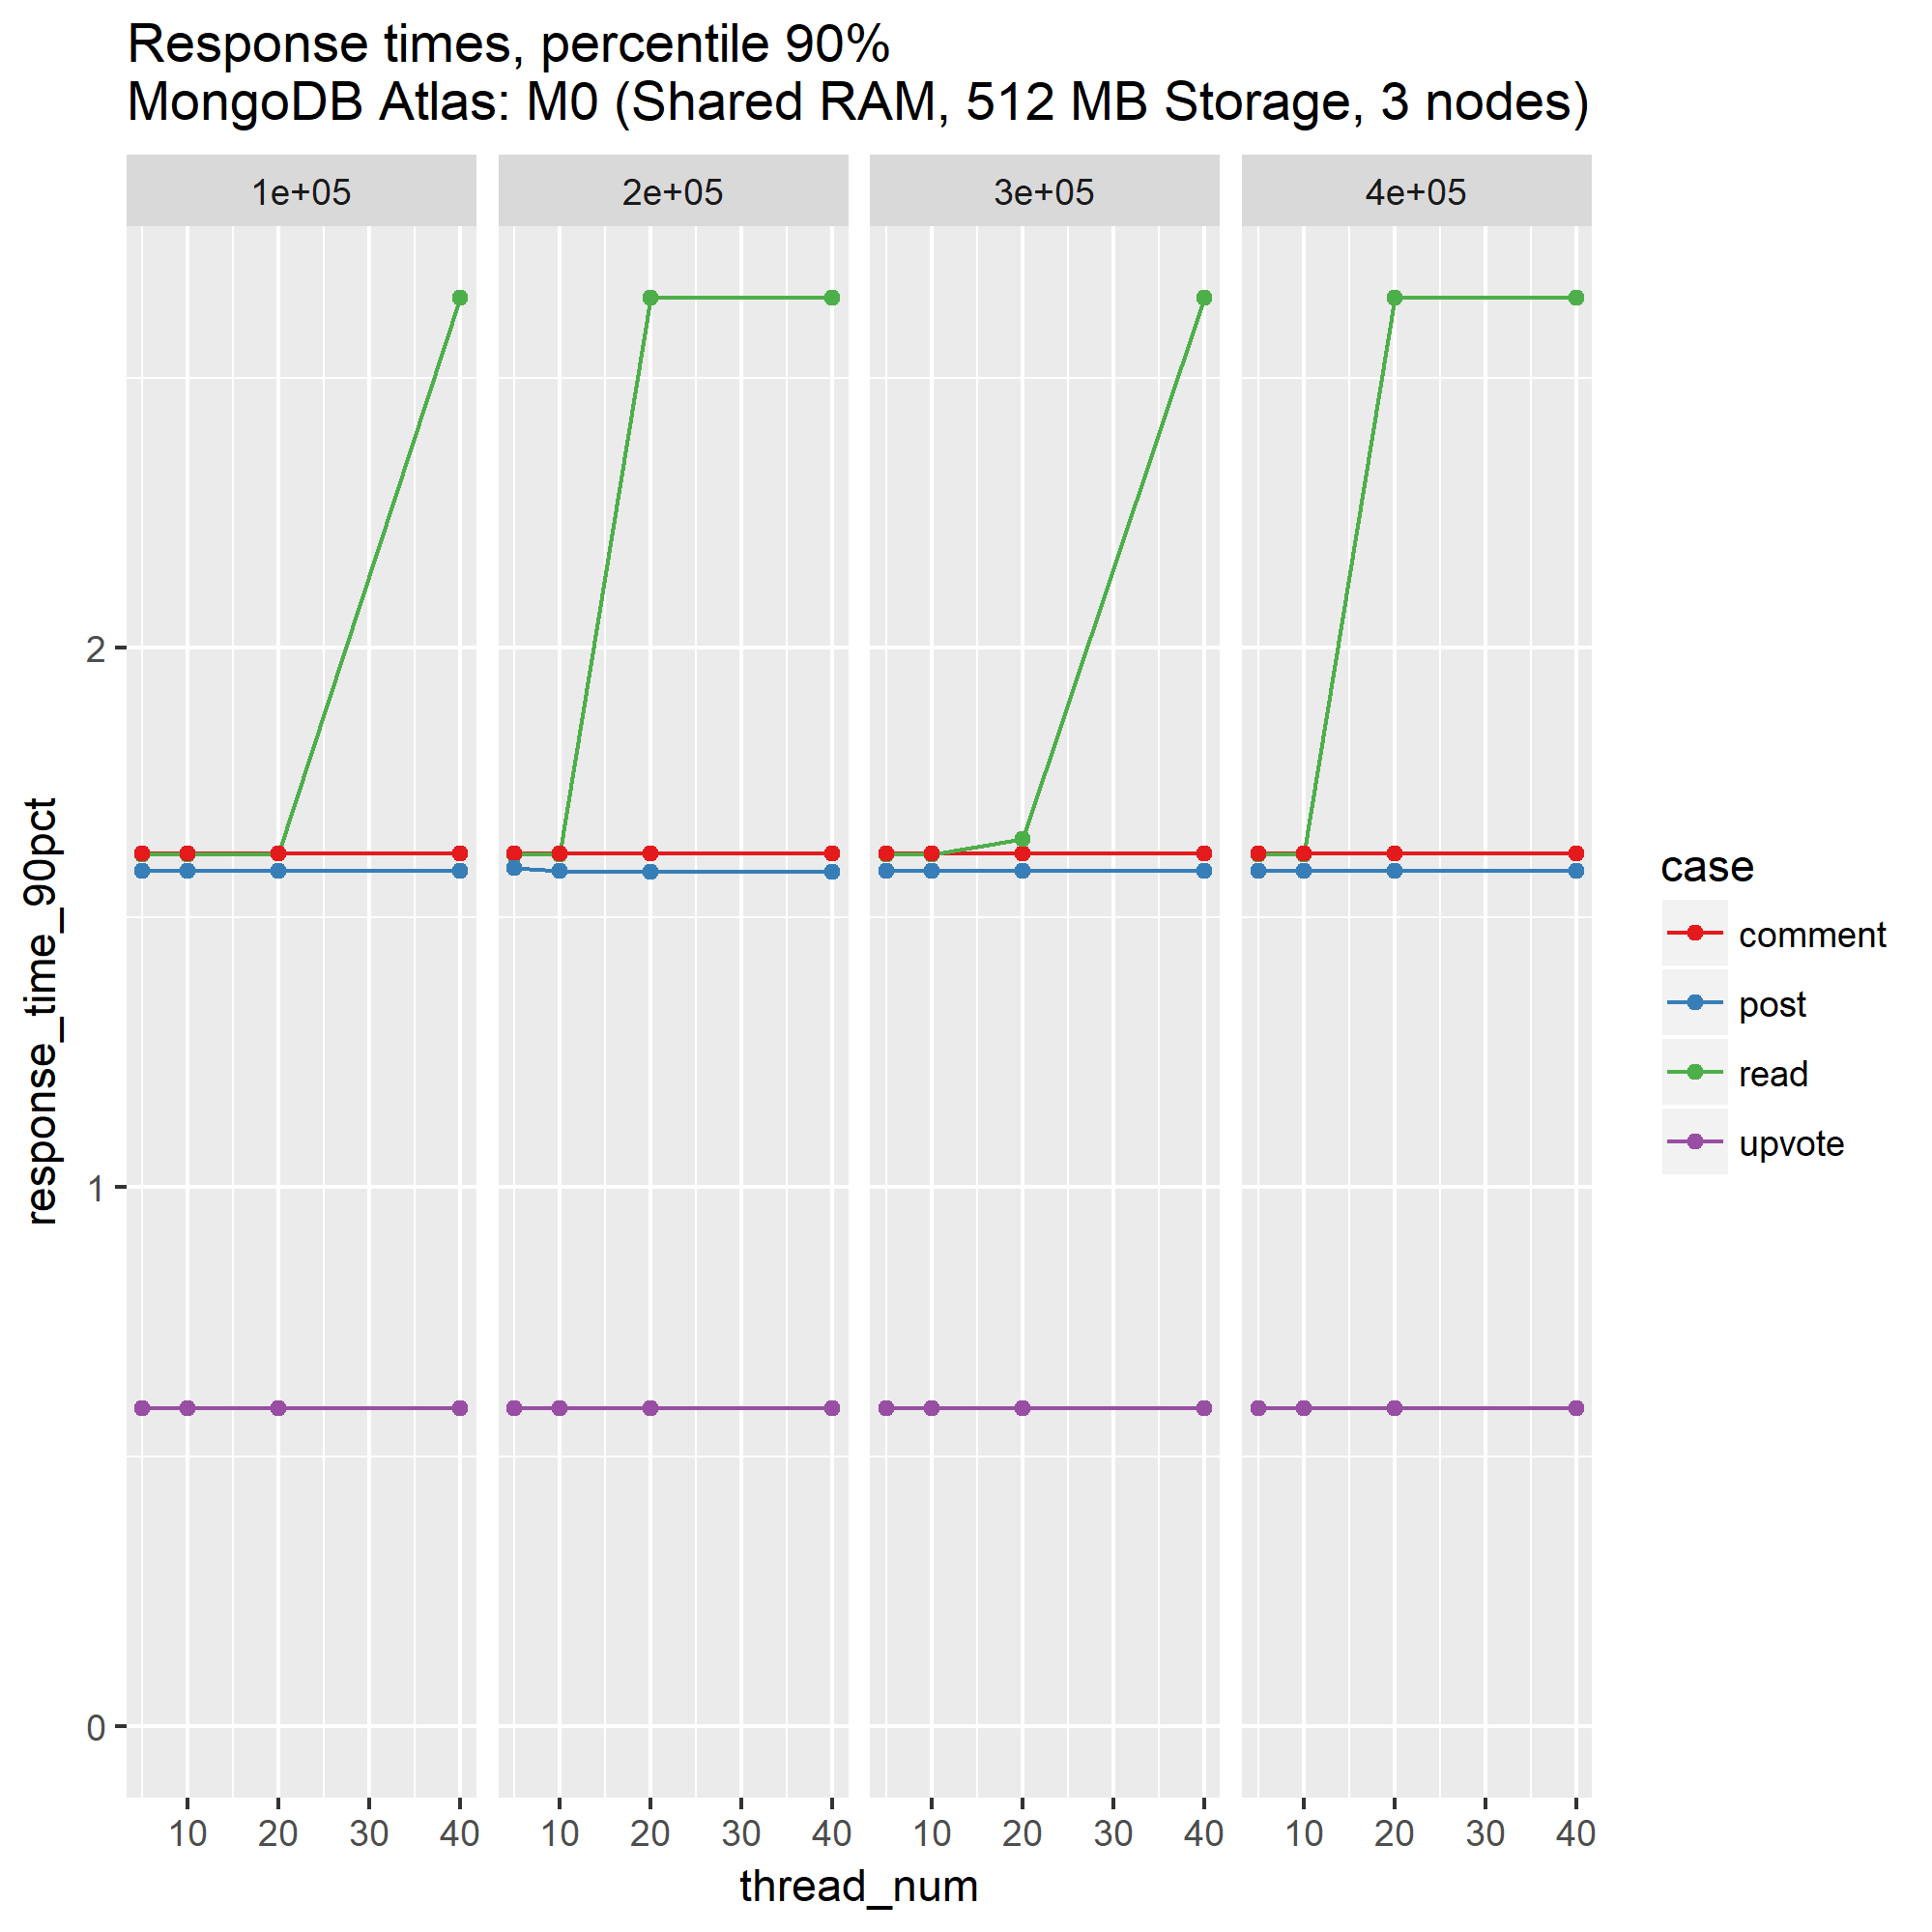 Response times, percentile 90%
MongoDB Atlas: M0 (Shared RAM, 512 MB Storage, 3 nodes)
1e+05 2e+05 3e+05 4e+05
2
1
0
response_time_90pct
10 20 30 40 10 20 30 40 10 20 30 40 10 20 30 40
thread_num
case
comment
post
read
upvote